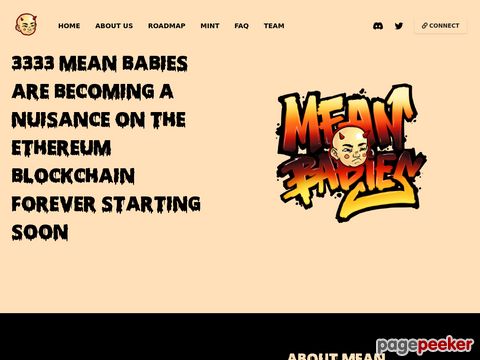 HOME ABOUT US ROADMAP MINT FAQ TEAM CONNECT
3333 MEAN BABIES
ARE BECOMING A
NUISANCE ON THE
ETHEREUM
BLOCKCHAIN
FOREVER STARTING
SOON
MEAN
BABIES
ABOUT MEAN
pagepeeker